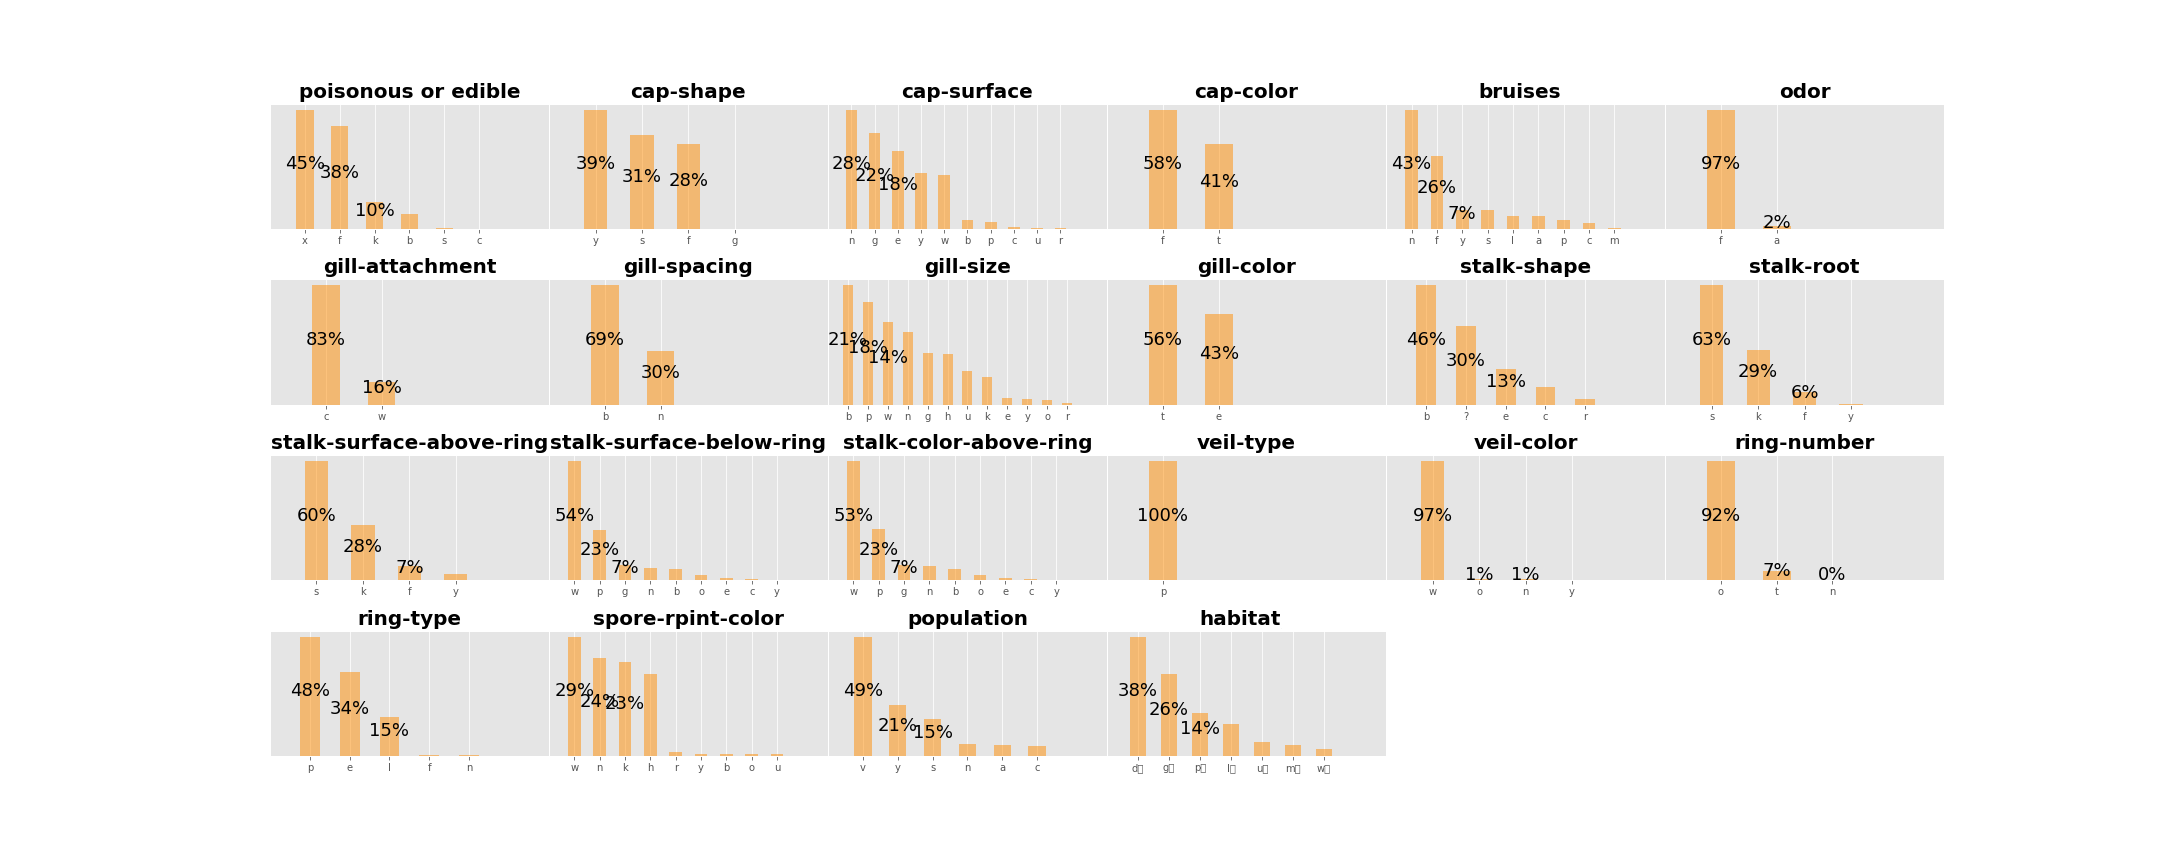 poisonous or edible cap-shape cap-surface cap-color bruises odor
45% 38% 10% 39% 31% 28% 28% 22% 18% 58% 41% 43% 26% 7% 97% 2%
x f k b s c y s f g n g e y w b p c u r f t n f y s l a p c m f a
gill-attachment gill-spacing gill-size gill-color stalk-shape stalk-root
83% 16% 69% 30% 21% 18% 14% 56% 43% 46% 30% 13% 63% 29% 6%
c w b n b p w n g h u k e y o r t e b ? e c r s k f y
stalk-surface-above-ring stalk-surface-below-ring stalk-color-above-ring veil-type veil-color ring-number
60% 28% 7% 54% 23% 7% 53% 23% 7% 100% 97% 1% 1% 92% 7% 0%
s k f y w p g n b o e c y w p g n b o e c y p w o n y o t n
ring-type spore-rpint-color population habitat
48% 34% 15% 29% 24% 23% 49% 21% 15% 38% 26% 14%
p e l f n w n k h r y b o u v y s n a c d g p l u m w